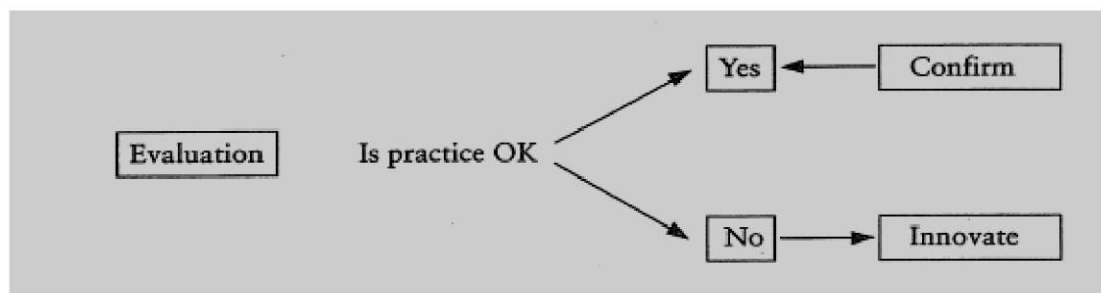 Yes
Confirm
Evaluation
Is practice OK
No
Innovate